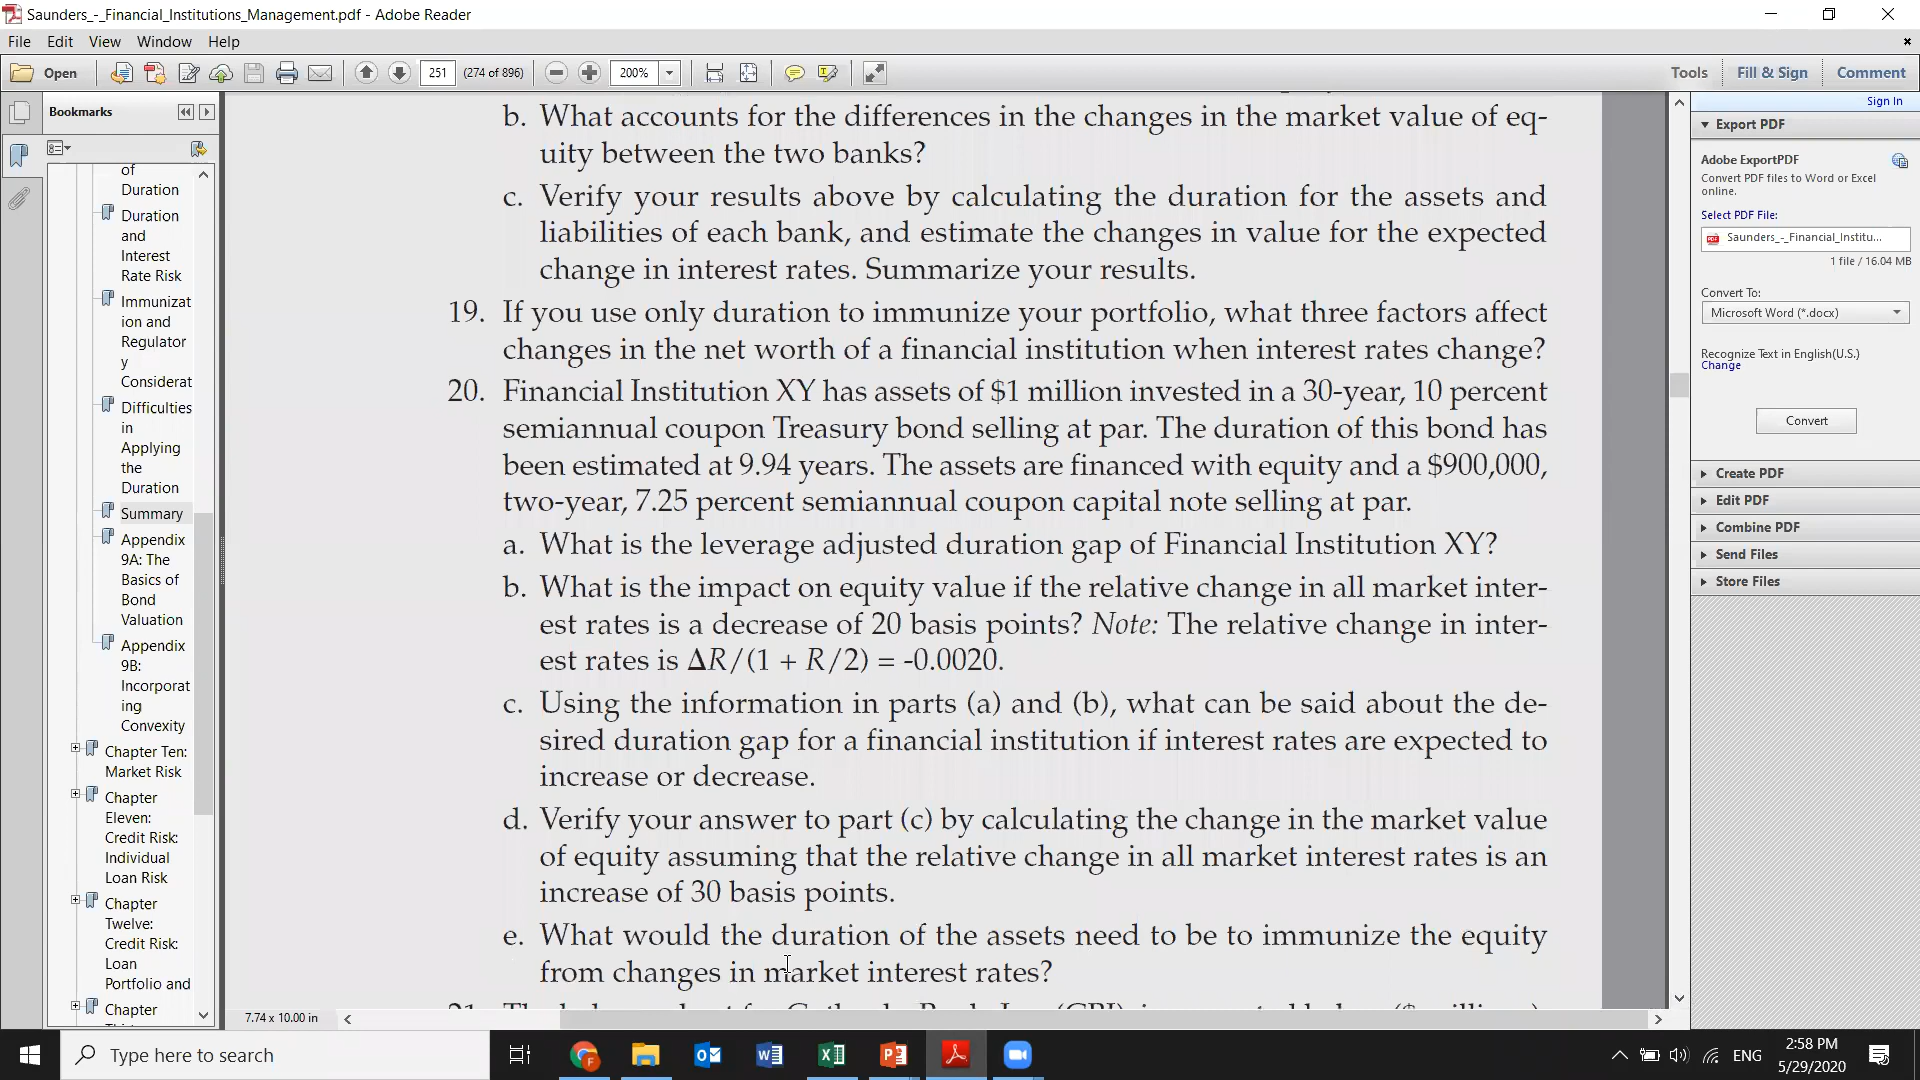 Saunders_-_Financial_Institutions_Management.pdf - Adobe Reader
File Edit View Window Help
Open 251 (274 of 896) 200% Tools Fill & Sign Comment
Sign In
Bookmarks
of
Duration
Duration
and
Interest
Rate Risk
Immunizat
ion and
Regulator
y
Considerat
Difficulties
in
Applying
the
Duration
Summary
Appendix
9A: The
Basics of
Bond
Valuation
Appendix
9B:
Incorporat
ing
Convexity
Chapter Ten:
Market Risk
Chapter
Eleven:
Credit Risk:
Individual
Loan Risk
Chapter
Twelve:
Credit Risk:
Loan
Portfolio and
Chapter
b. What accounts for the differences in the changes in the market value of eq-
uity between the two banks?
c. Verify your results above by calculating the duration for the assets and
liabilities of each bank, and estimate the changes in value for the expected
change in interest rates. Summarize your results.
19. If you use only duration to immunize your portfolio, what three factors affect
changes in the net worth of a financial institution when interest rates change?
20. Financial Institution XY has assets of $1 million invested in a 30-year, 10 percent
semiannual coupon Treasury bond selling at par. The duration of this bond has
been estimated at 9.94 years. The assets are financed with equity and a $900,000,
two-year, 7.25 percent semiannual coupon capital note selling at par.
a. What is the leverage adjusted duration gap of Financial Institution XY?
b. What is the impact on equity value if the relative change in all market inter-
est rates is a decrease of 20 basis points? Note: The relative change in inter-
est rates is ΔR/(1 + R/2) = -0.0020.
c. Using the information in parts (a) and (b), what can be said about the de-
sired duration gap for a financial institution if interest rates are expected to
increase or decrease.
d. Verify your answer to part (c) by calculating the change in the market value
of equity assuming that the relative change in all market interest rates is an
increase of 30 basis points.
e. What would the duration of the assets need to be to immunize the equity
from changes in market interest rates?
7.74 x 10.00 in
Export PDF
Adobe ExportPDF
Convert PDF files to Word or Excel
online.
Select PDF File:
Saunders_-_Financial_Institu...
1 file / 16.04 MB
Convert To:
Microsoft Word (*.docx)
Recognize Text in English(U.S.)
Change
Convert
Create PDF
Edit PDF
Combine PDF
Send Files
Store Files
Type here to search
ENG
2:58 PM
5/29/2020